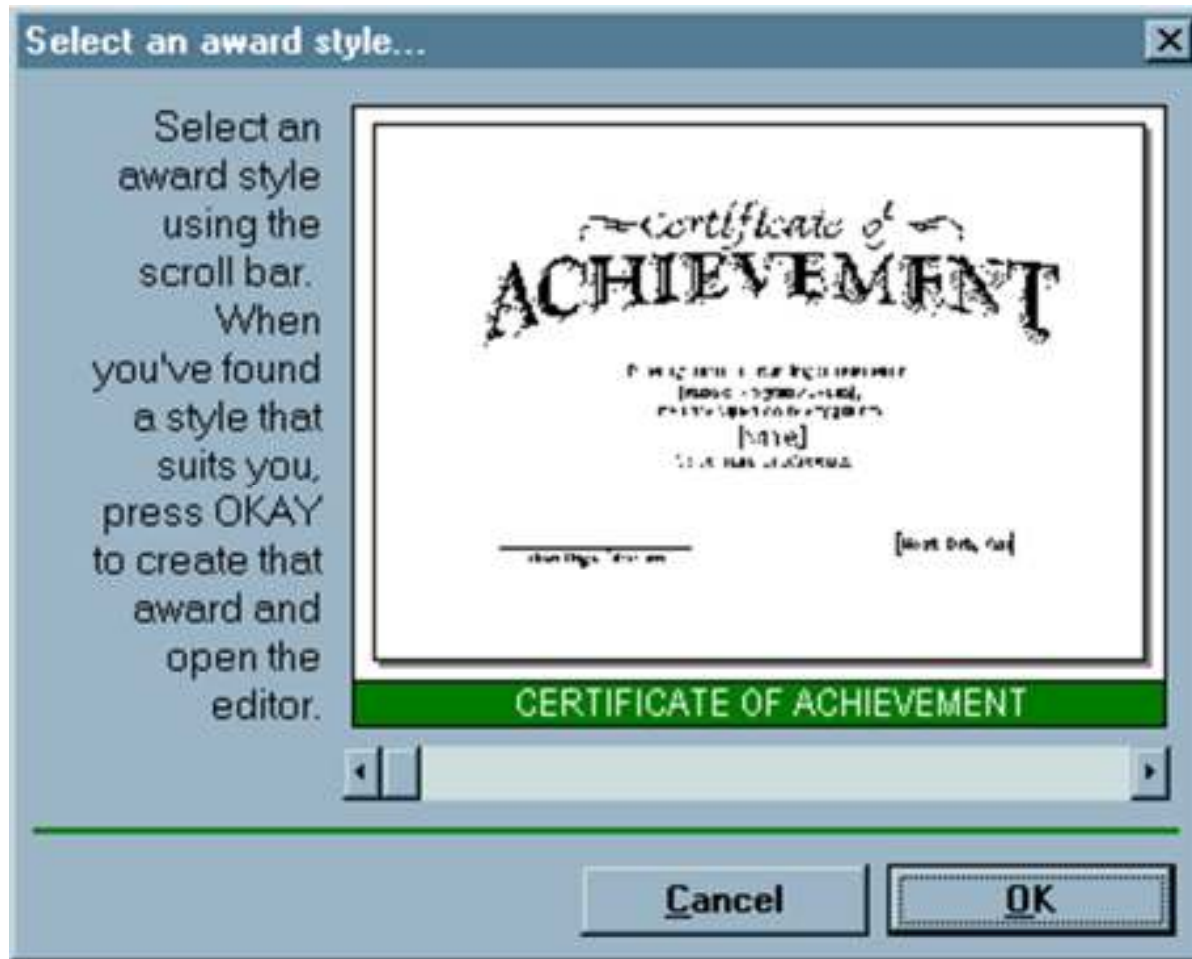 Select an award style...
Select an
award style
using the
scroll bar.
When
you've found
a style that
suits you,
press OKAY
to create that
award and
open the
editor.
Certificate of
ACHIEVEMENT
CERTIFICATE OF ACHIEVEMENT
Cancel
OK